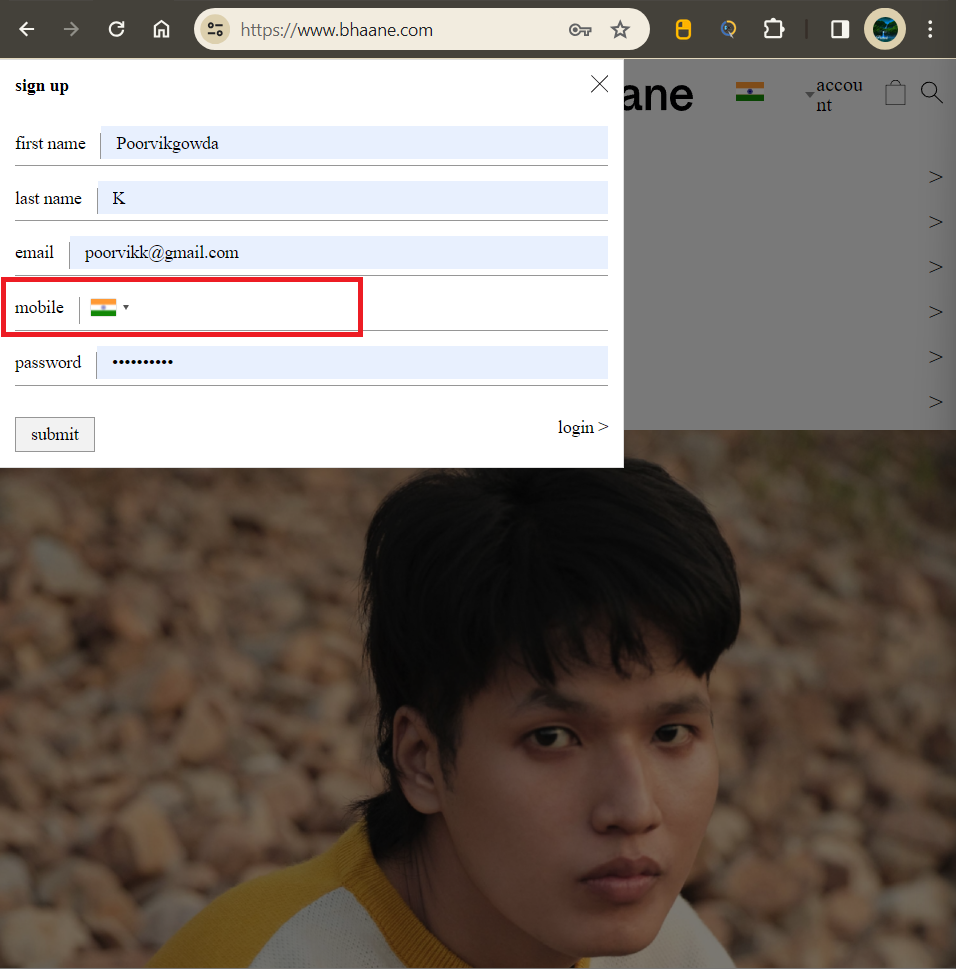 https://www.bhaane.com
sign up
ane
accou
nt
first name Poorvikgowda
>
last name K
>
email poorvikk@gmail.com
>
mobile
>
password ••••••••••
>
>
submit
login >